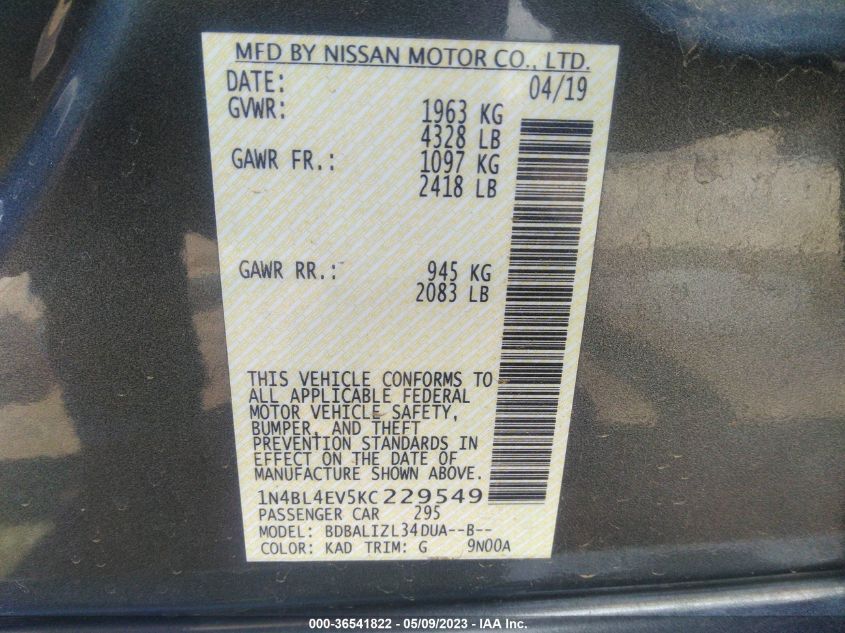 MFD BY NISSAN MOTOR CO., LTD.
DATE: 04/19
GVWR: 1963 KG
4328 LB
GAWR FR.: 1097 KG
2418 LB
GAWR RR.: 945 KG
2083 LB
THIS VEHICLE CONFORMS TO
ALL APPLICABLE FEDERAL
MOTOR VEHICLE SAFETY,
BUMPER, AND THEFT
PREVENTION STANDARDS IN
EFFECT ON THE DATE OF
MANUFACTURE SHOWN ABOVE.
1N4BL4EV5KC229549
PASSENGER CAR 295
MODEL: BDBALIZL34DUA--B--
COLOR: KAD TRIM: G 9N00A
000-36541822 - 05/09/2023 - IAA Inc.